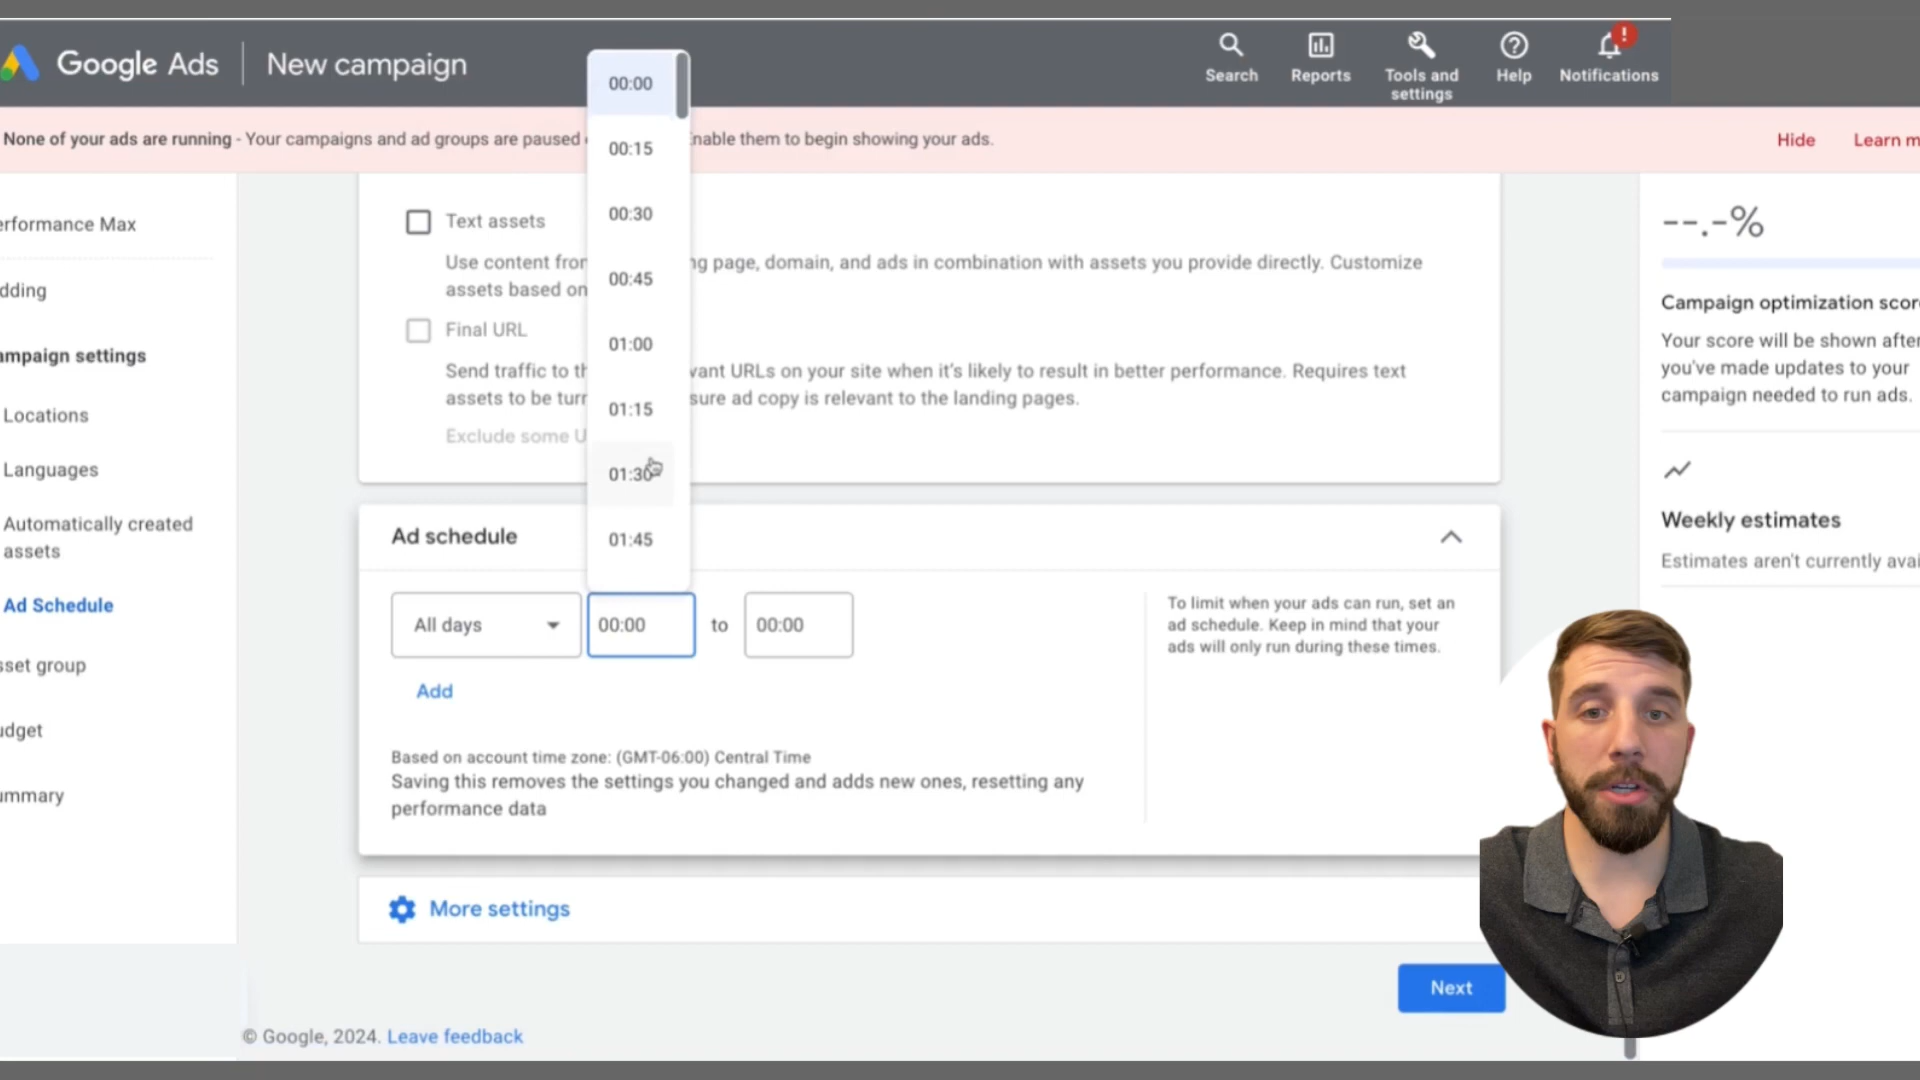 Google Ads
New campaign
Search
Reports
Tools and
settings
Help
!
Notifications
None of your ads are running - Your campaigns and ad groups are paused
nable them to begin showing your ads.
Hide
Learn m
erformance Max
dding
ampaign settings
Locations
Languages
Automatically created
assets
Ad Schedule
sset group
udget
ummary
00:00
00:15
00:30
00:45
01:00
01:15
01:30
01:45
Text assets
Use content from
ng page, domain, and ads in combination with assets you provide directly. Customize
assets based on
Final URL
Send traffic to th
vant URLs on your site when it's likely to result in better performance. Requires text
assets to be turn
sure ad copy is relevant to the landing pages.
Exclude some U
Ad schedule
All days
00:00
to
00:00
Add
Based on account time zone: (GMT-06:00) Central Time
Saving this removes the settings you changed and adds new ones, resetting any
performance data
To limit when your ads can run, set an
ad schedule. Keep in mind that your
ads will only run during these times.
More settings
Next
© Google, 2024. Leave feedback
--.-%
Campaign optimization score
Your score will be shown after
you've made updates to your
campaign needed to run ads.
Weekly estimates
Estimates aren't currently avai